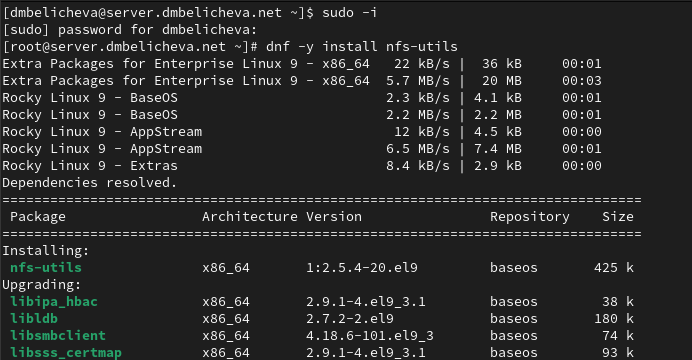 [dmbelicheva@server.dmbelicheva.net ~]$ sudo -i
[sudo] password for dmbelicheva:
[root@server.dmbelicheva.net ~]# dnf -y install nfs-utils
Extra Packages for Enterprise Linux 9 - x86_64   22 kB/s |  36 kB     00:01
Extra Packages for Enterprise Linux 9 - x86_64  5.7 MB/s |  20 MB     00:03
Rocky Linux 9 - BaseOS                          2.3 kB/s | 4.1 kB     00:01
Rocky Linux 9 - BaseOS                          2.2 MB/s | 2.2 MB     00:01
Rocky Linux 9 - AppStream                        12 kB/s | 4.5 kB     00:00
Rocky Linux 9 - AppStream                       6.5 MB/s | 7.4 MB     00:01
Rocky Linux 9 - Extras                          8.4 kB/s | 2.9 kB     00:00
Dependencies resolved.
================================================================================
 Package                 Architecture Version                Repository    Size
================================================================================
Installing:
 nfs-utils               x86_64       1:2.5.4-20.el9         baseos       425 k
Upgrading:
 libipa_hbac             x86_64       2.9.1-4.el9_3.1        baseos        38 k
 libldb                  x86_64       2.7.2-2.el9            baseos       180 k
 libsmbclient            x86_64       4.18.6-101.el9_3       baseos        74 k
 libsss_certmap          x86_64       2.9.1-4.el9_3.1        baseos        93 k